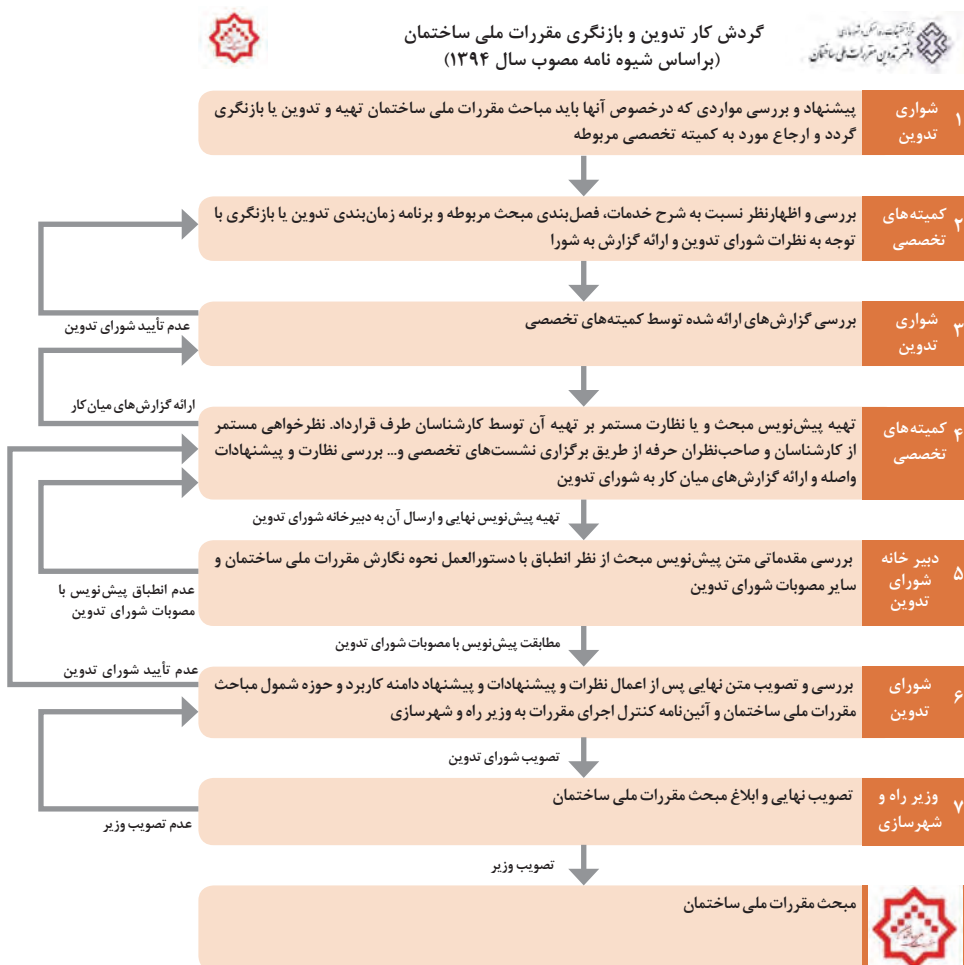 گردش کار تدوین و بازنگری مقررات ملی ساختمان
(براساس شیوه نامه مصوب سال ۱۳۹۴)
دفتر تدوین مقررات ملی ساختمان
۱
شواری
تدوین
پیشنهاد و بررسی مواردی که درخصوص آنها باید مباحث مقررات ملی ساختمان تهیه و تدوین یا بازنگری
گردد و ارجاع مورد به کمیته تخصصی مربوطه
۲
کمیته‌های
تخصصی
بررسی و اظهارنظر نسبت به شرح خدمات، فصل‌بندی مبحث مربوطه و برنامه زمان‌بندی تدوین یا بازنگری با
توجه به نظرات شورای تدوین و ارائه گزارش به شورا
عدم تأیید شورای تدوین
۳
شواری
تدوین
بررسی گزارش‌های ارائه شده توسط کمیته‌های تخصصی
ارائه گزارش‌های میان‌کار
۴
کمیته‌های
تخصصی
تهیه پیش‌نویس مبحث و یا نظارت مستمر بر تهیه آن توسط کارشناسان طرف قرارداد. نظرخواهی مستمر
از کارشناسان و صاحب‌نظران حرفه از طریق برگزاری نشست‌های تخصصی و... بررسی نظارت و پیشنهادات
واصله و ارائه گزارش‌های میان کار به شورای تدوین
تهیه پیش‌نویس نهایی و ارسال آن به دبیرخانه شورای تدوین
۵
دبیر خانه
شورای
تدوین
بررسی مقدماتی متن پیش‌نویس مبحث از نظر انطباق با دستورالعمل نحوه نگارش مقررات ملی ساختمان و
سایر مصوبات شورای تدوین
عدم انطباق پیش‌نویس با
مصوبات شورای تدوین
مطابقت پیش‌نویس با مصوبات شورای تدوین
عدم تأیید شورای تدوین
۶
شورای
تدوین
بررسی و تصویب متن نهایی پس از اعمال نظرات و پیشنهادات و پیشنهاد دامنه کاربرد و حوزه شمول مباحث
مقررات ملی ساختمان و آئین‌نامه کنترل اجرای مقررات به وزیر راه و شهرسازی
تصویب شورای تدوین
۷
وزیر راه و
شهرسازی
تصویب نهایی و ابلاغ مبحث مقررات ملی ساختمان
عدم تصویب وزیر
تصویب وزیر
مبحث مقررات ملی ساختمان